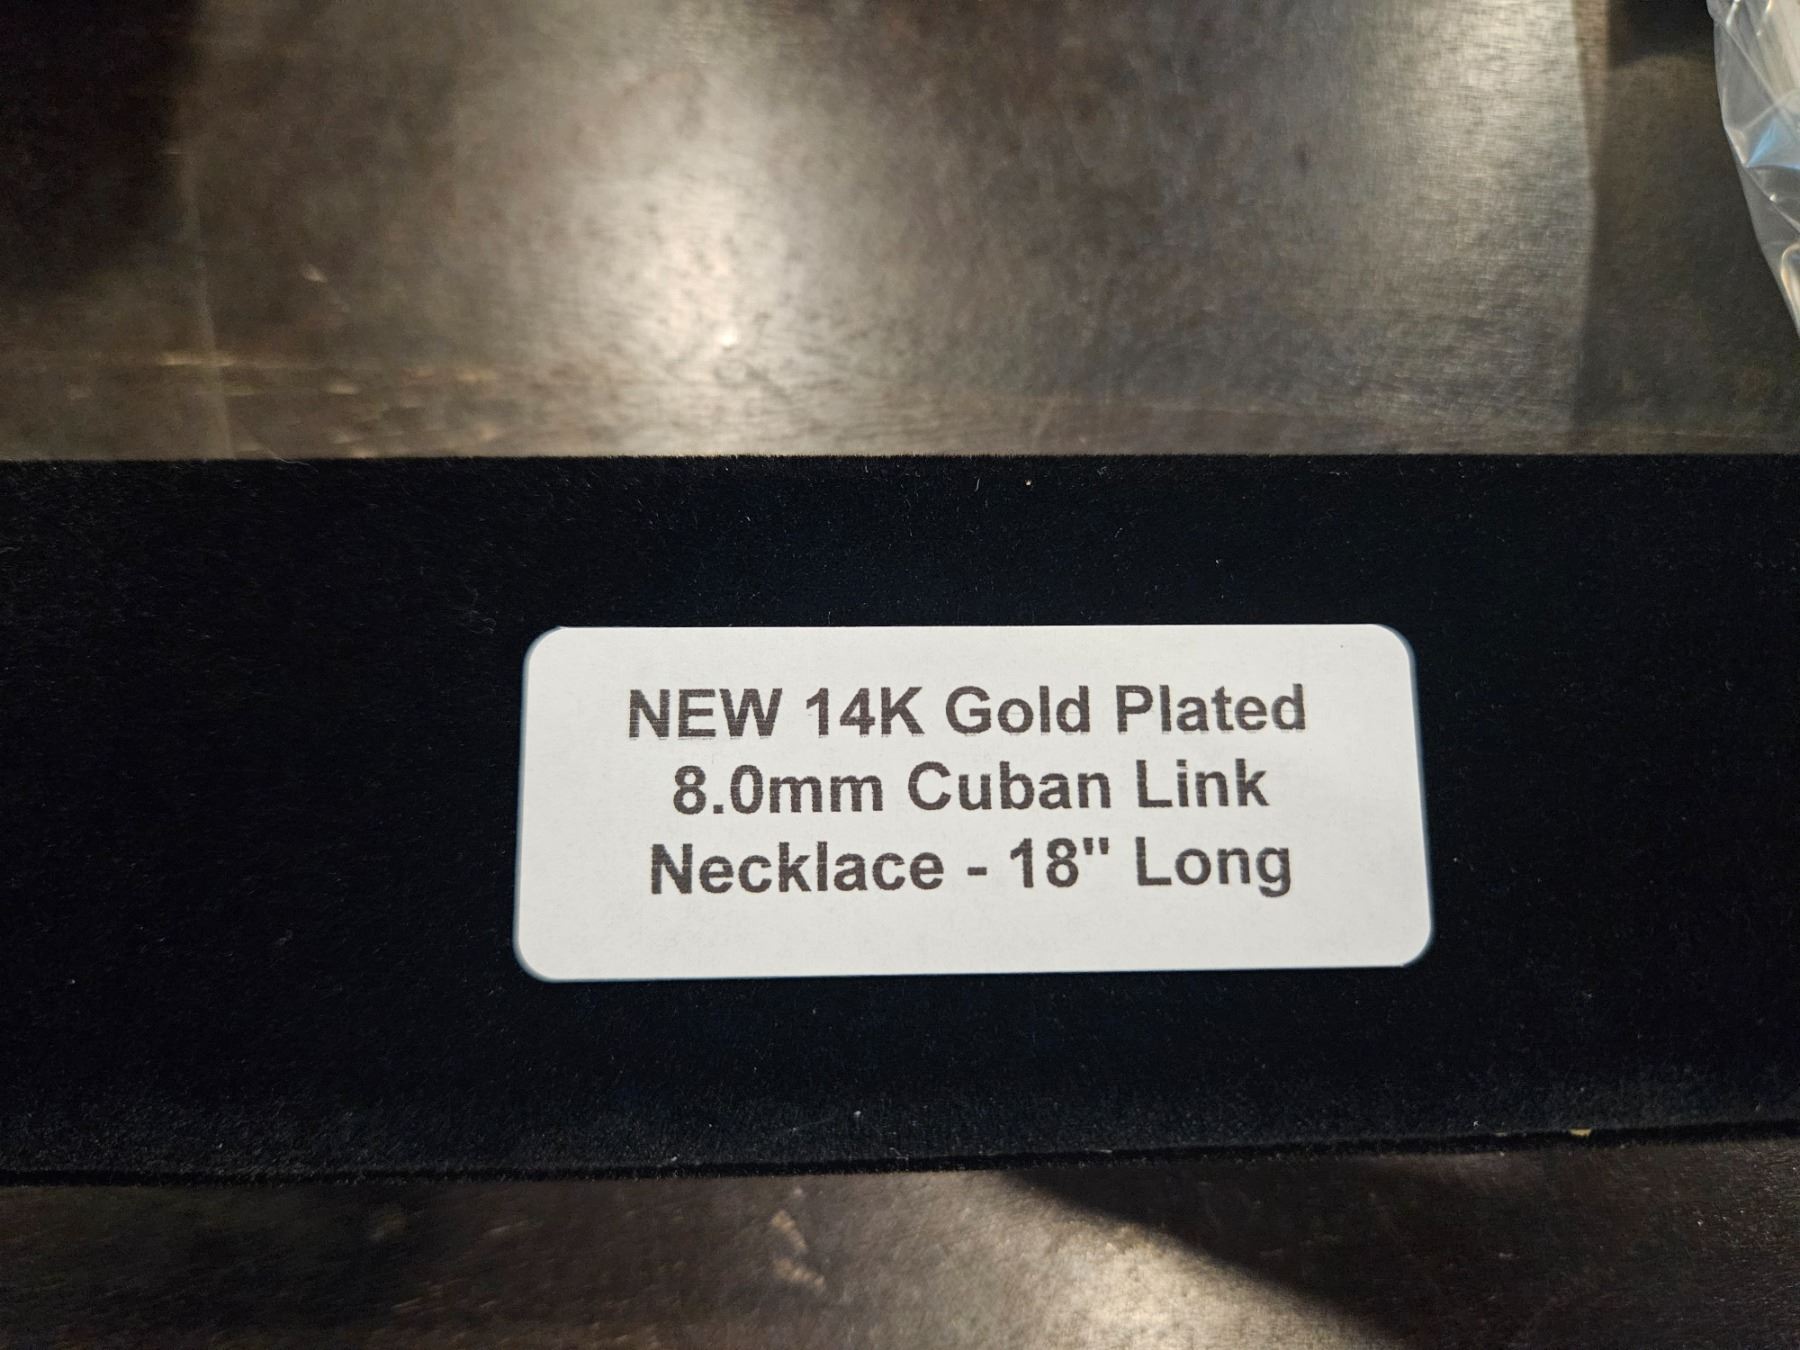 NEW 14K Gold Plated
8.0mm Cuban Link
Necklace - 18" Long